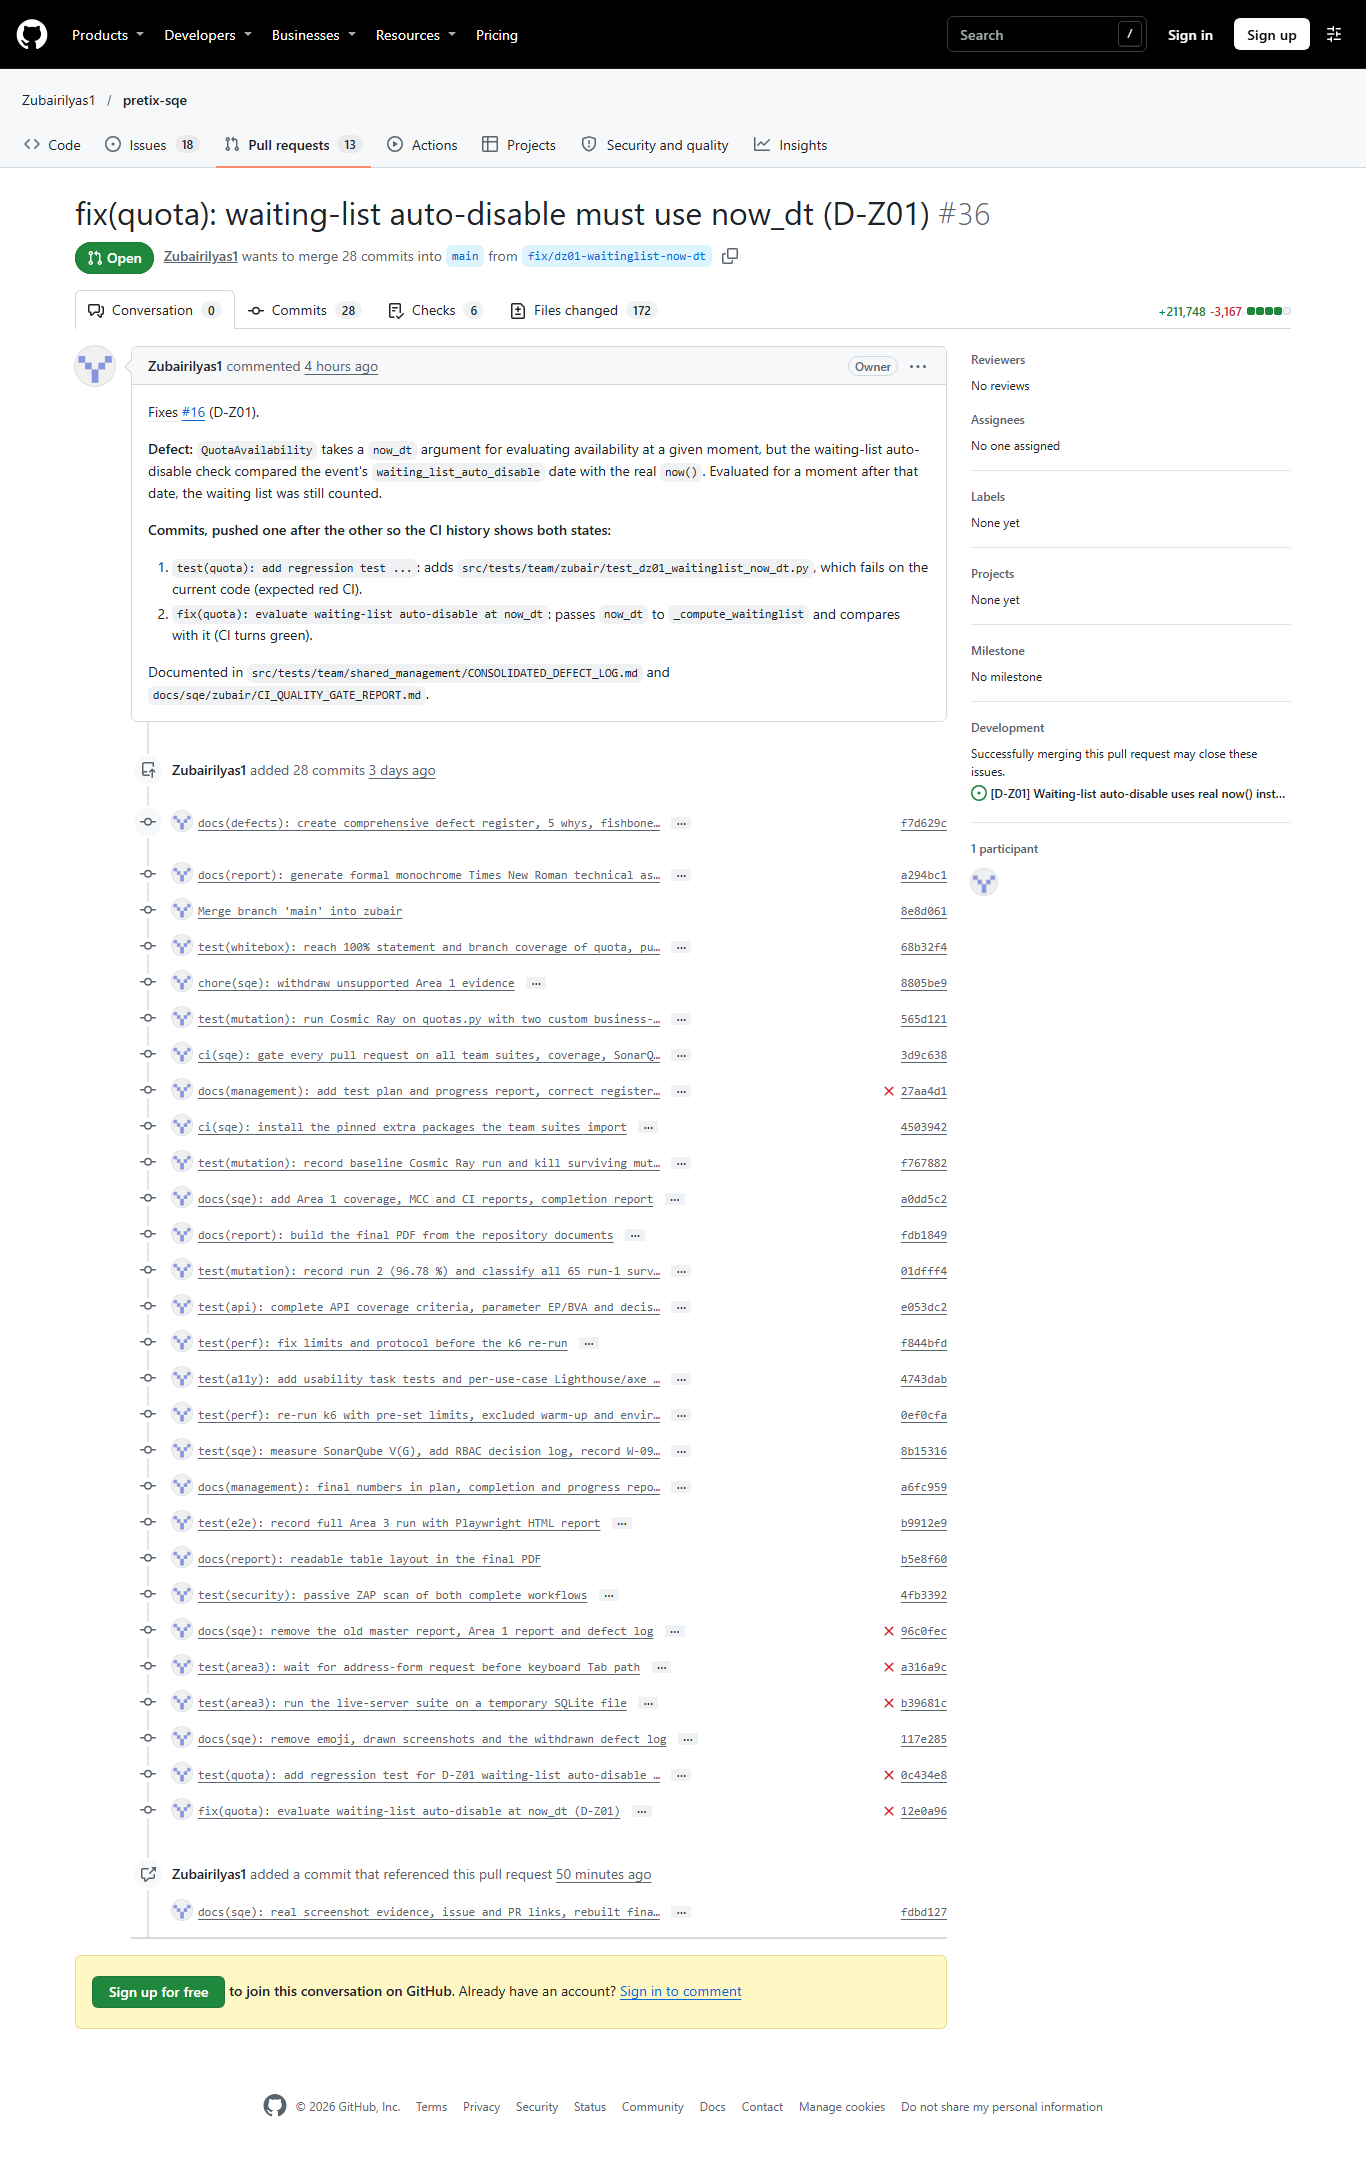 Products Developers Businesses Resources Pricing Search / Sign in Sign up
Zubairilyas1 / pretix-sqe
Code Issues 18 Pull requests 13 Actions Projects Security and quality Insights
fix(quota): waiting-list auto-disable must use now_dt (D-Z01) #36
Open Zubairilyas1 wants to merge 28 commits into main from fix/dz01-waitinglist-now-dt
Conversation 0 Commits 28 Checks 6 Files changed 172 +211,748 -3,167
Zubairilyas1 commented 4 hours ago Owner ...
Fixes #16 (D-Z01).
Defect: QuotaAvailability takes a now_dt argument for evaluating availability at a given moment, but the waiting-list auto-
disable check compared the event's waiting_list_auto_disable date with the real now(). Evaluated for a moment after that
date, the waiting list was still counted.
Commits, pushed one after the other so the CI history shows both states:
1. test(quota): add regression test ... : adds src/tests/team/zubair/test_dz01_waitinglist_now_dt.py, which fails on the
current code (expected red CI).
2. fix(quota): evaluate waiting-list auto-disable at now_dt : passes now_dt to _compute_waitinglist and compares
with it (CI turns green).
Documented in src/tests/team/shared_management/CONSOLIDATED_DEFECT_LOG.md and
docs/sqe/zubair/CI_QUALITY_GATE_REPORT.md.
Reviewers
No reviews
Assignees
No one assigned
Labels
None yet
Projects
None yet
Milestone
No milestone
Development
Successfully merging this pull request may close these
issues.
[D-Z01] Waiting-list auto-disable uses real now() inst...
1 participant
Zubairilyas1 added 28 commits 3 days ago
docs(defects): create comprehensive defect register, 5 whys, fishbone… ... f7d629c
docs(report): generate formal monochrome Times New Roman technical as… ... a294bc1
Merge branch 'main' into zubair 8e8d061
test(whitebox): reach 100% statement and branch coverage of quota, pu… ... 68b32f4
chore(sqe): withdraw unsupported Area 1 evidence ... 8805be9
test(mutation): run Cosmic Ray on quotas.py with two custom business-… ... 565d121
ci(sqe): gate every pull request on all team suites, coverage, SonarQ… ... 3d9c638
docs(management): add test plan and progress report, correct register… ... 27aa4d1
ci(sqe): install the pinned extra packages the team suites import ... 4503942
test(mutation): record baseline Cosmic Ray run and kill surviving mut… ... f767882
docs(sqe): add Area 1 coverage, MCC and CI reports, completion report ... a0dd5c2
docs(report): build the final PDF from the repository documents ... fdb1849
test(mutation): record run 2 (96.78 %) and classify all 65 run-1 surv… ... 01dfff4
test(api): complete API coverage criteria, parameter EP/BVA and decis… ... e053dc2
test(perf): fix limits and protocol before the k6 re-run ... f844bfd
test(a11y): add usability task tests and per-use-case Lighthouse/axe … ... 4743dab
test(perf): re-run k6 with pre-set limits, excluded warm-up and envir… ... 0ef0cfa
test(sqe): measure SonarQube V(G), add RBAC decision log, record W-09… ... 8b15316
docs(management): final numbers in plan, completion and progress repo… ... a6fc959
test(e2e): record full Area 3 run with Playwright HTML report ... b9912e9
docs(report): readable table layout in the final PDF b5e8f60
test(security): passive ZAP scan of both complete workflows ... 4fb3392
docs(sqe): remove the old master report, Area 1 report and defect log ... 96c0fec
test(area3): wait for address-form request before keyboard Tab path ... a316a9c
test(area3): run the live-server suite on a temporary SQLite file ... b39681c
docs(sqe): remove emoji, drawn screenshots and the withdrawn defect log ... 117e285
test(quota): add regression test for D-Z01 waiting-list auto-disable … ... 0c434e8
fix(quota): evaluate waiting-list auto-disable at now_dt (D-Z01) ... 12e0a96
Zubairilyas1 added a commit that referenced this pull request 50 minutes ago
docs(sqe): real screenshot evidence, issue and PR links, rebuilt fina… ... fdbd127
Sign up for free to join this conversation on GitHub. Already have an account? Sign in to comment
© 2026 GitHub, Inc. Terms Privacy Security Status Community Docs Contact Manage cookies Do not share my personal information